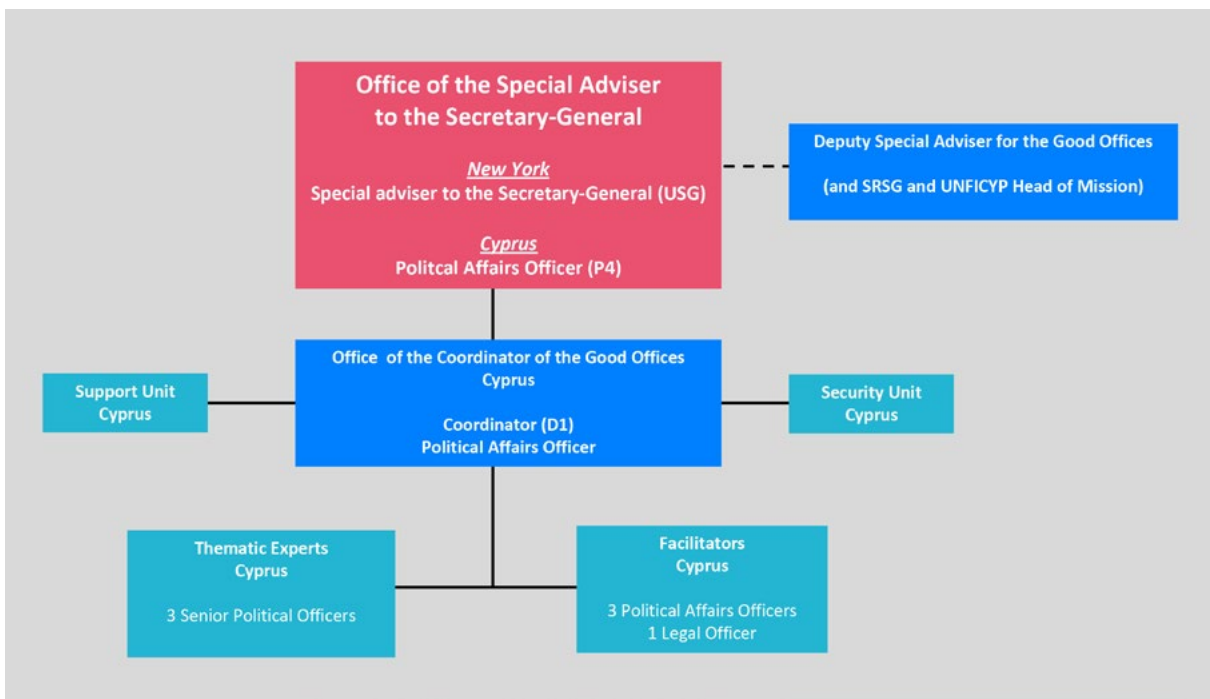 Office of the Special Adviser
to the Secretary-General
New York
Special adviser to the Secretary-General (USG)
Cyprus
Politcal Affairs Officer (P4)
Deputy Special Adviser for the Good Offices
(and SRSG and UNFICYP Head of Mission)
Office of the Coordinator of the Good Offices
Cyprus
Coordinator (D1)
Political Affairs Officer
Support Unit
Cyprus
Security Unit
Cyprus
Thematic Experts
Cyprus
3 Senior Political Officers
Facilitators
Cyprus
3 Political Affairs Officers
1 Legal Officer